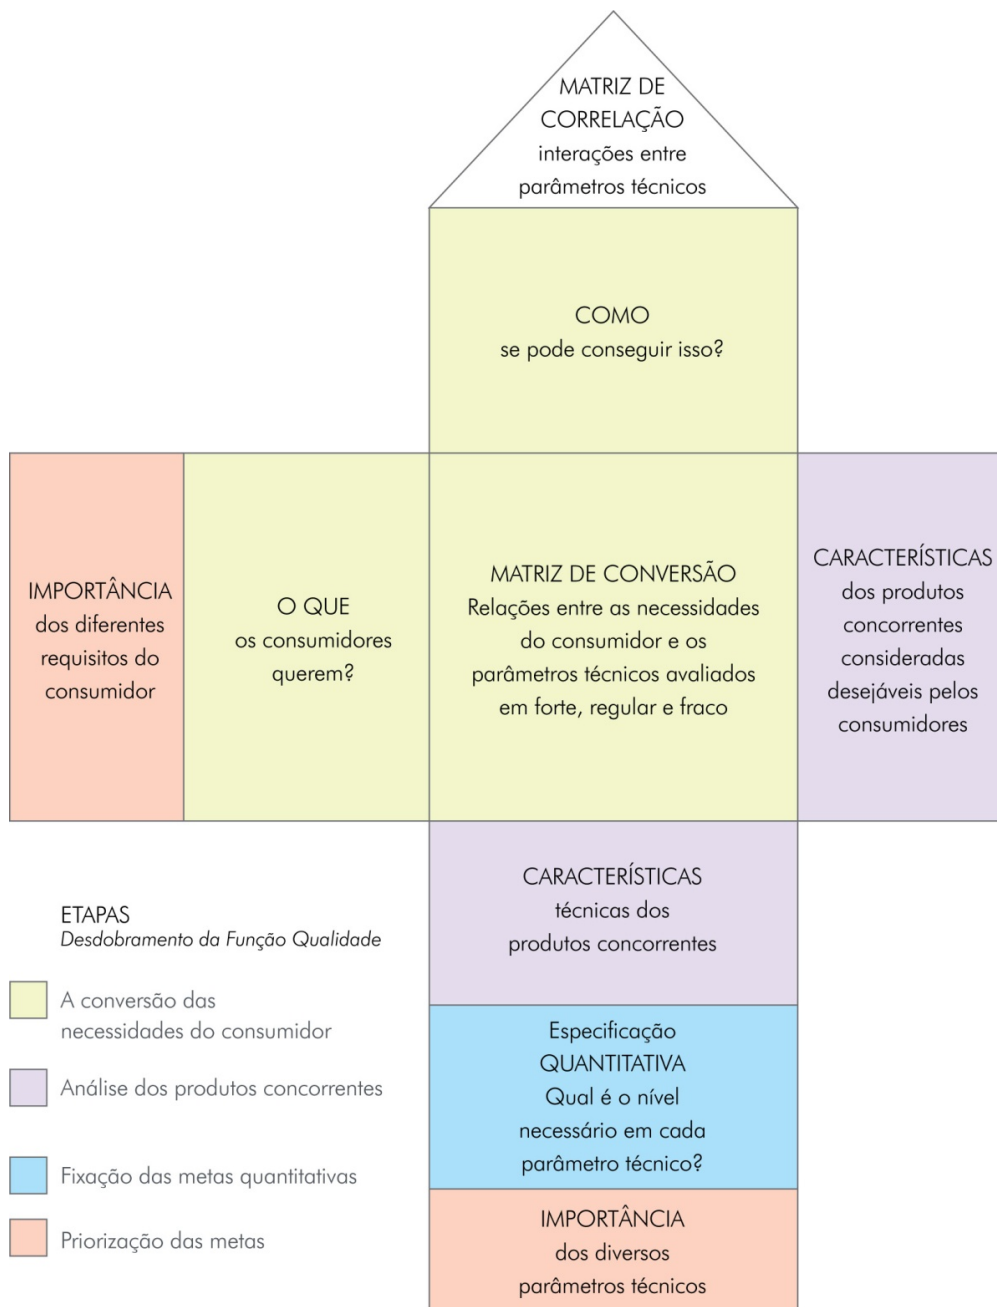 MATRIZ DE
CORRELAÇÃO
interações entre
parâmetros técnicos
COMO
se pode conseguir isso?
IMPORTÂNCIA
dos diferentes
requisitos do
consumidor
O QUE
os consumidores
querem?
MATRIZ DE CONVERSÃO
Relações entre as necessidades
do consumidor e os
parâmetros técnicos avaliados
em forte, regular e fraco
CARACTERÍSTICAS
dos produtos
concorrentes
consideradas
desejáveis pelos
consumidores
CARACTERÍSTICAS
técnicas dos
produtos concorrentes
Especificação
QUANTITATIVA
Qual é o nível
necessário em cada
parâmetro técnico?
IMPORTÂNCIA
dos diversos
parâmetros técnicos
ETAPAS
Desdobramento da Função Qualidade
A conversão das
necessidades do consumidor
Análise dos produtos concorrentes
Fixação das metas quantitativas
Priorização das metas